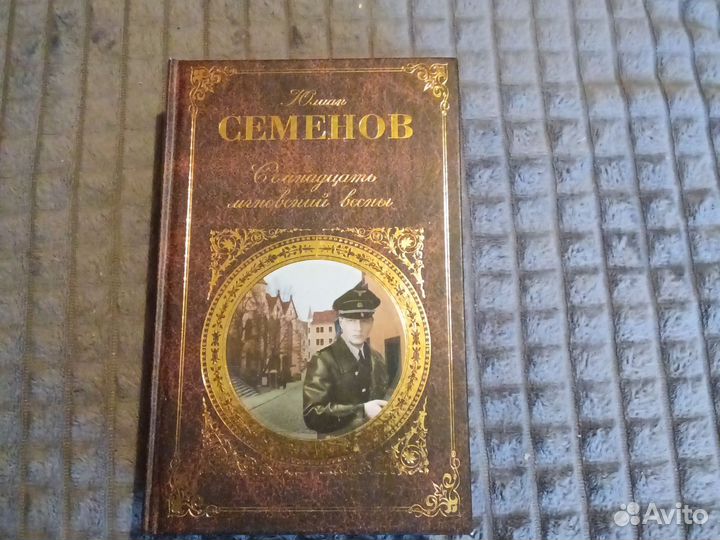 Юлиан
СЕМЕНОВ
Семнадцать
мгновений весны
Avito